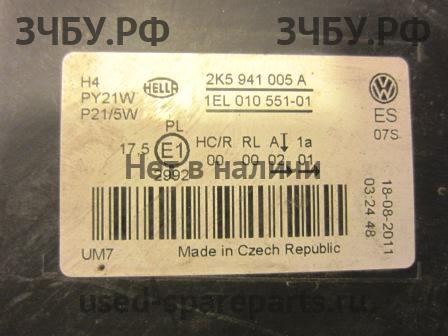 ЗЧБУ.РФ ЗЧБУ.РФ
H4
PY21W
P21/5W
HELLA
2K5 941 005 A
1EL 010 551-01
ES
07S
PL
17.5 E1
HC/R RL A 1a
00 00 02 01
2992
Нет в наличии
UM7
Made in Czech Republic
18-08-2011
03:24:48
used-spareparts.ru